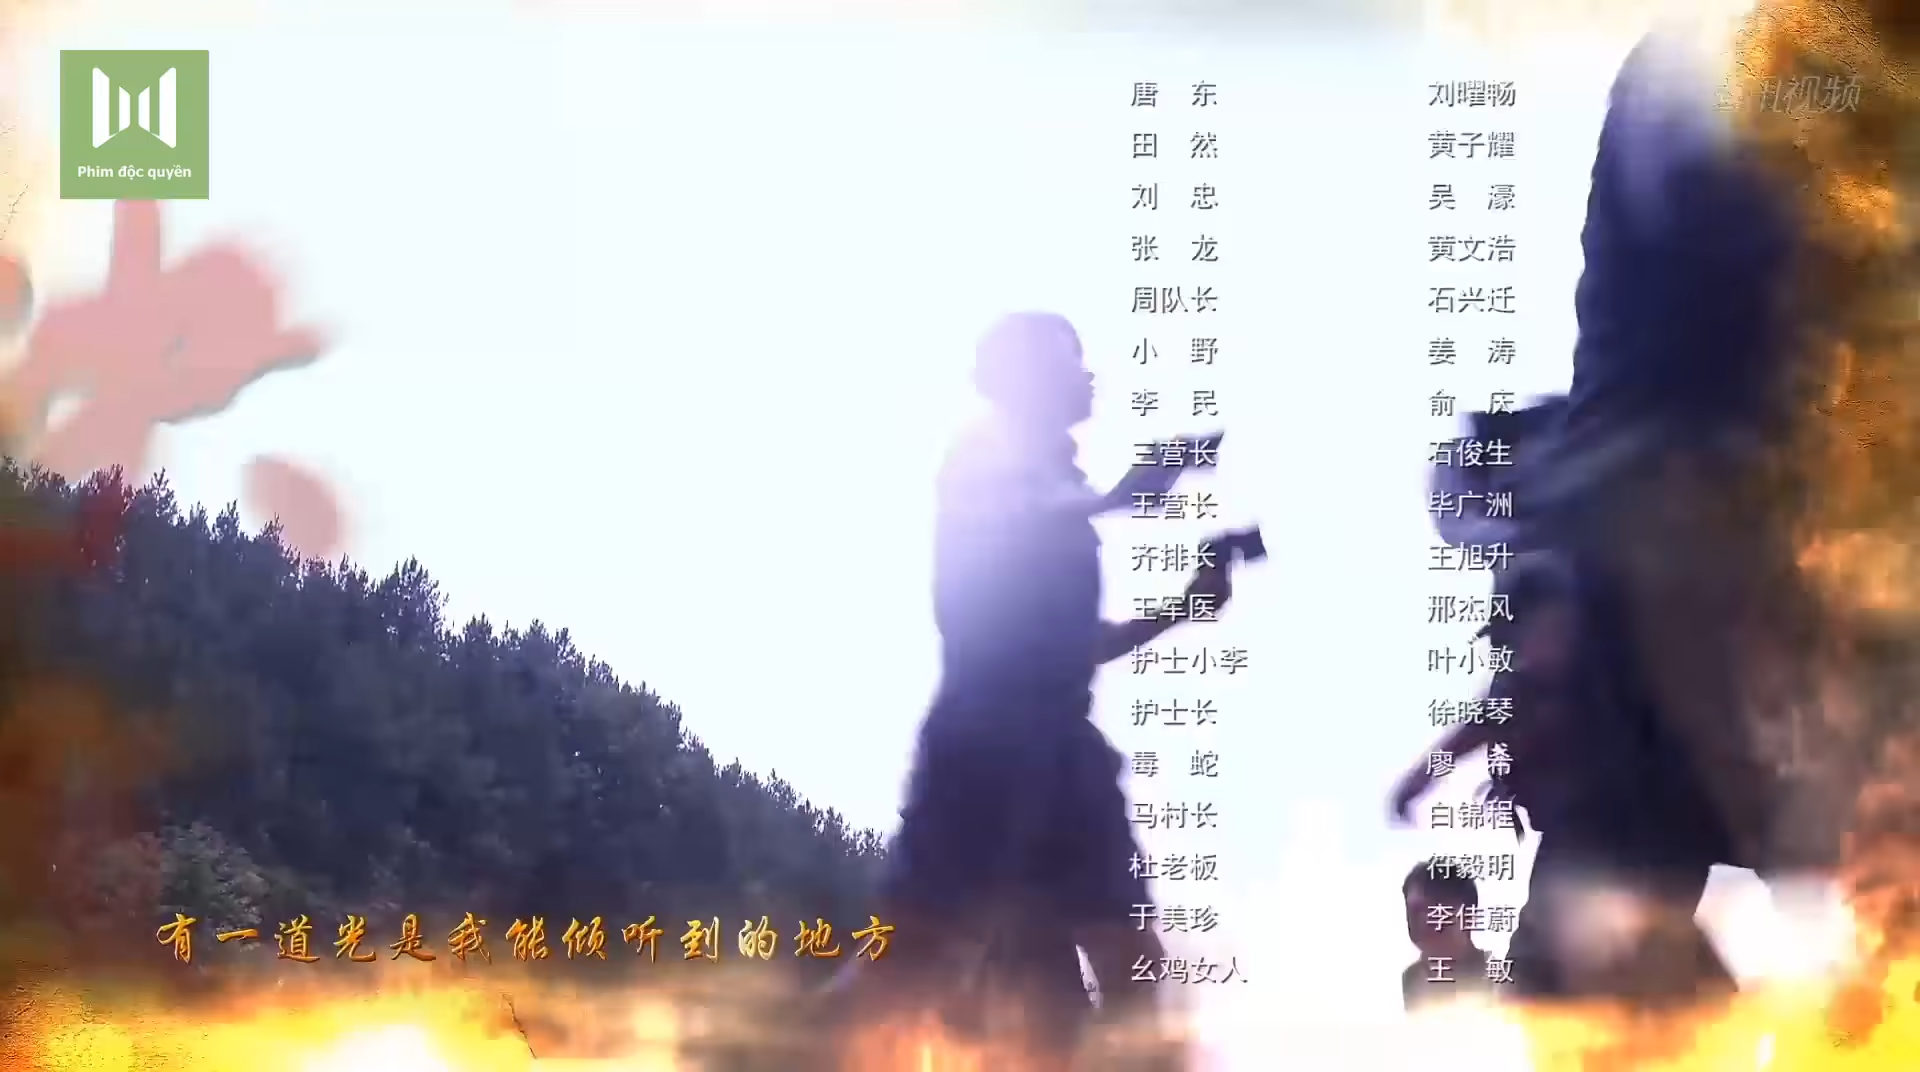 Phim độc quyền
视频
唐 东 刘曜畅
田 然 黄子耀
刘 忠 吴 濠
张 龙 黄文浩
周队长 石兴迁
小 野 姜 涛
李 民 俞 庆
三营长 石俊生
王营长 毕广洲
齐排长 王旭升
王军医 邢杰风
护士小李 叶小敏
护士长 徐晓琴
毒 蛇 廖 希
马村长 白锦程
杜老板 符毅明
于美珍 李佳蔚
幺鸡女人 王 敏
有一道光是我能倾听到的地方